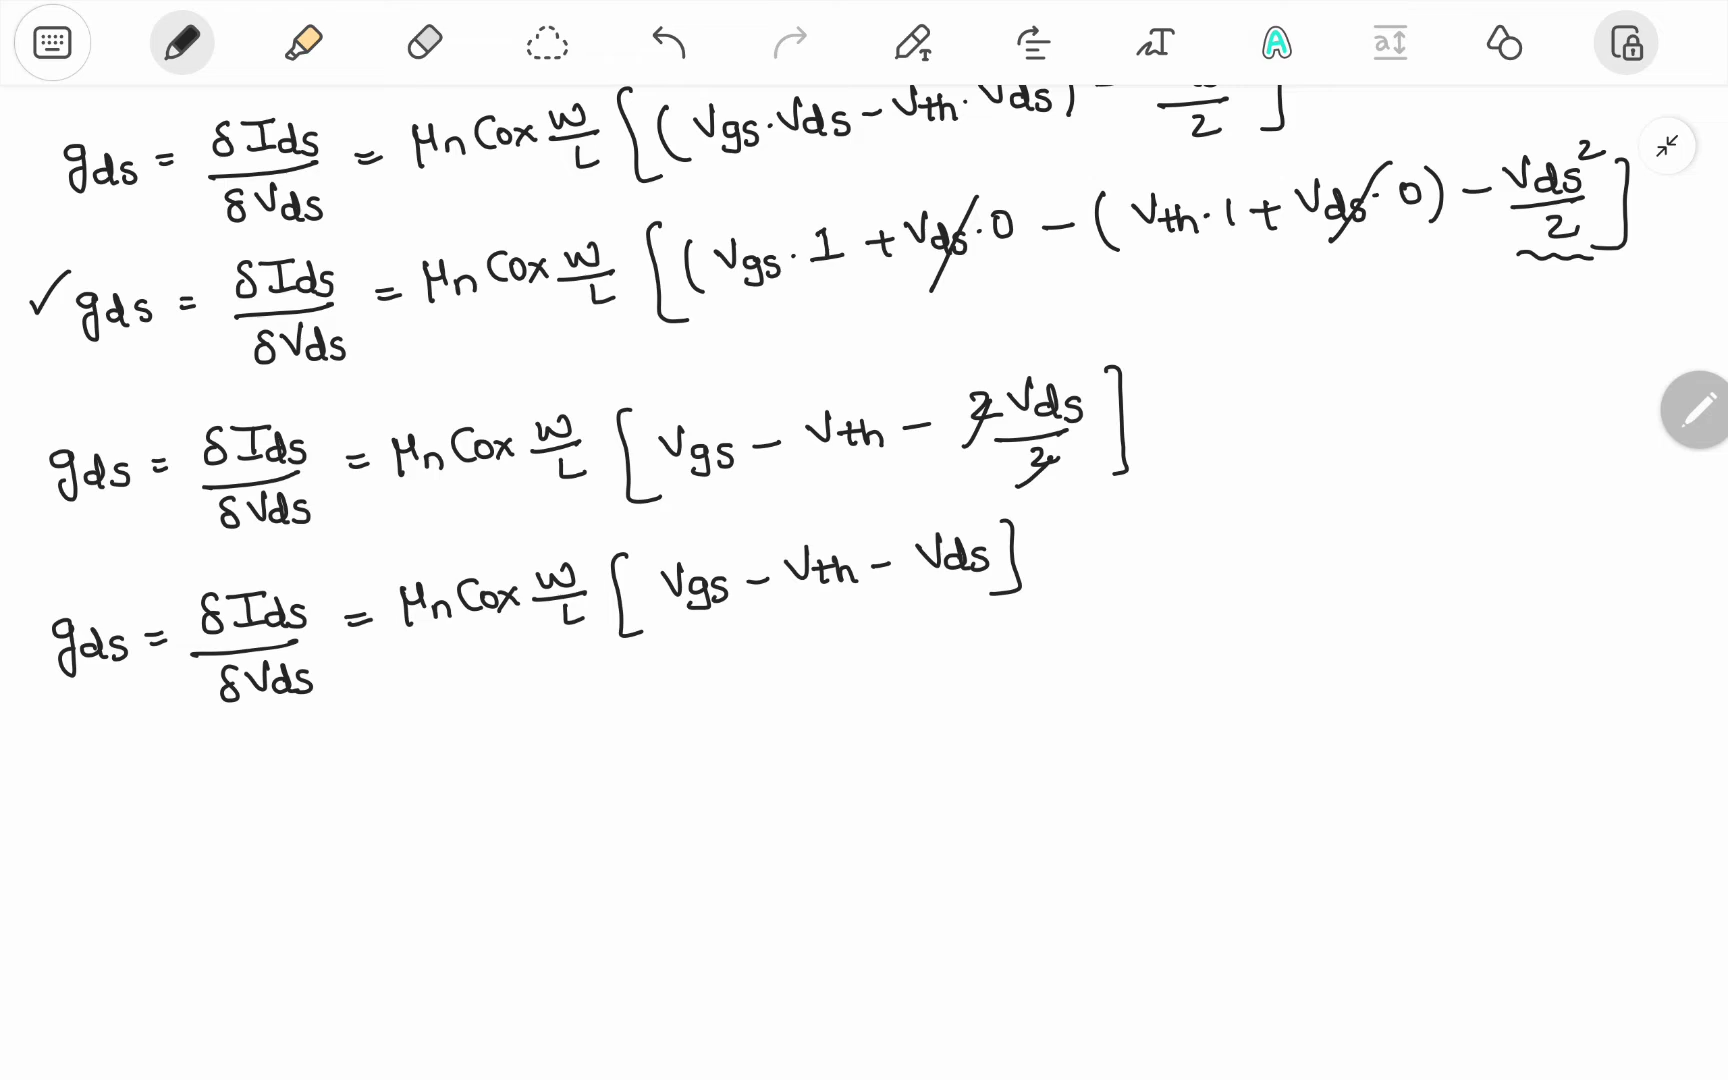 gds = δIds/δVds = μn Cox W/L [(Vgs.Vds - Vth.Vds) - /2]
✓ gds = δIds/δVds = μn Cox W/L [(Vgs.1 + Vds.0 - (Vth.1 + Vds.0) - Vds²/2]
gds = δIds/δVds = μn Cox W/L [Vgs - Vth - 2Vds/2]
gds = δIds/δVds = μn Cox W/L [Vgs - Vth - Vds]